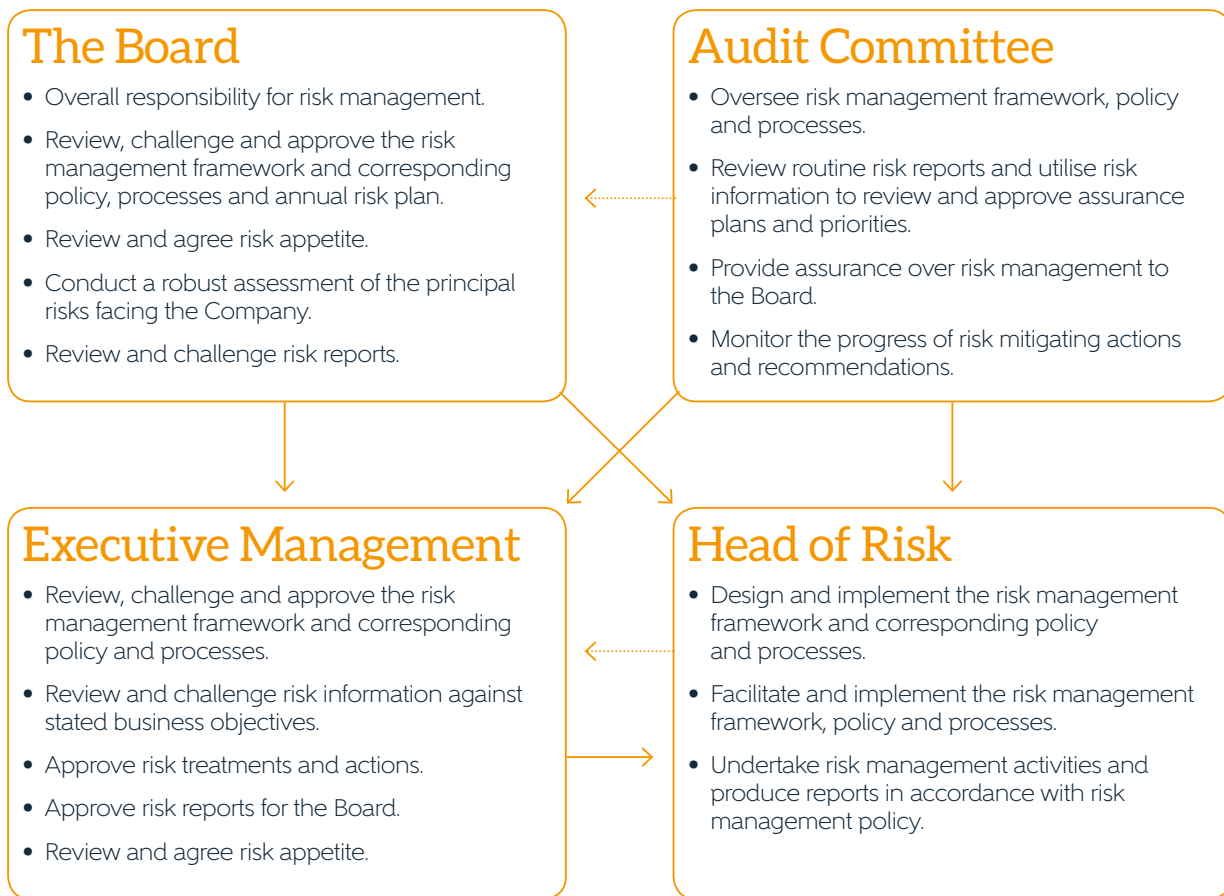 The Board
• Overall responsibility for risk management.
• Review, challenge and approve the risk
management framework and corresponding
policy, processes and annual risk plan.
• Review and agree risk appetite.
• Conduct a robust assessment of the principal
risks facing the Company.
• Review and challenge risk reports.
Audit Committee
• Oversee risk management framework, policy
and processes.
• Review routine risk reports and utilise risk
information to review and approve assurance
plans and priorities.
• Provide assurance over risk management to
the Board.
• Monitor the progress of risk mitigating actions
and recommendations.
Executive Management
• Review, challenge and approve the risk
management framework and corresponding
policy and processes.
• Review and challenge risk information against
stated business objectives.
• Approve risk treatments and actions.
• Approve risk reports for the Board.
• Review and agree risk appetite.
Head of Risk
• Design and implement the risk management
framework and corresponding policy
and processes.
• Facilitate and implement the risk management
framework, policy and processes.
• Undertake risk management activities and
produce reports in accordance with risk
management policy.